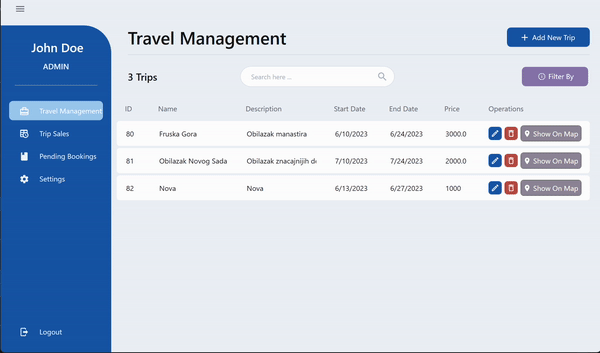 John Doe
ADMIN
Travel Management
Trip Sales
Pending Bookings
Settings
Logout
Travel Management
Add New Trip
3 Trips
Search here ...
Filter By
ID Name Description Start Date End Date Price Operations
80 Fruska Gora Obilazak manastira 6/10/2023 6/24/2023 3000.0 Show On Map
81 Obilazak Novog Sada Obilazak znacajnijih 7/10/2023 7/24/2023 2000.0 Show On Map
82 Nova Nova 6/13/2023 6/27/2023 1000 Show On Map